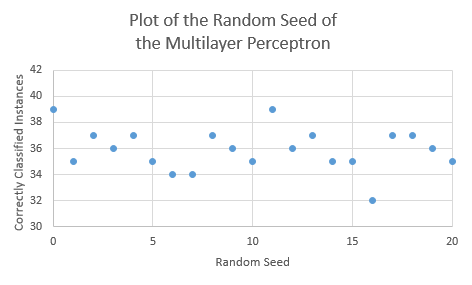 Plot of the Random Seed of
the Multilayer Perceptron
Correctly Classified Instances
42
40
38
36
34
32
30
0 5 10 15 20
Random Seed